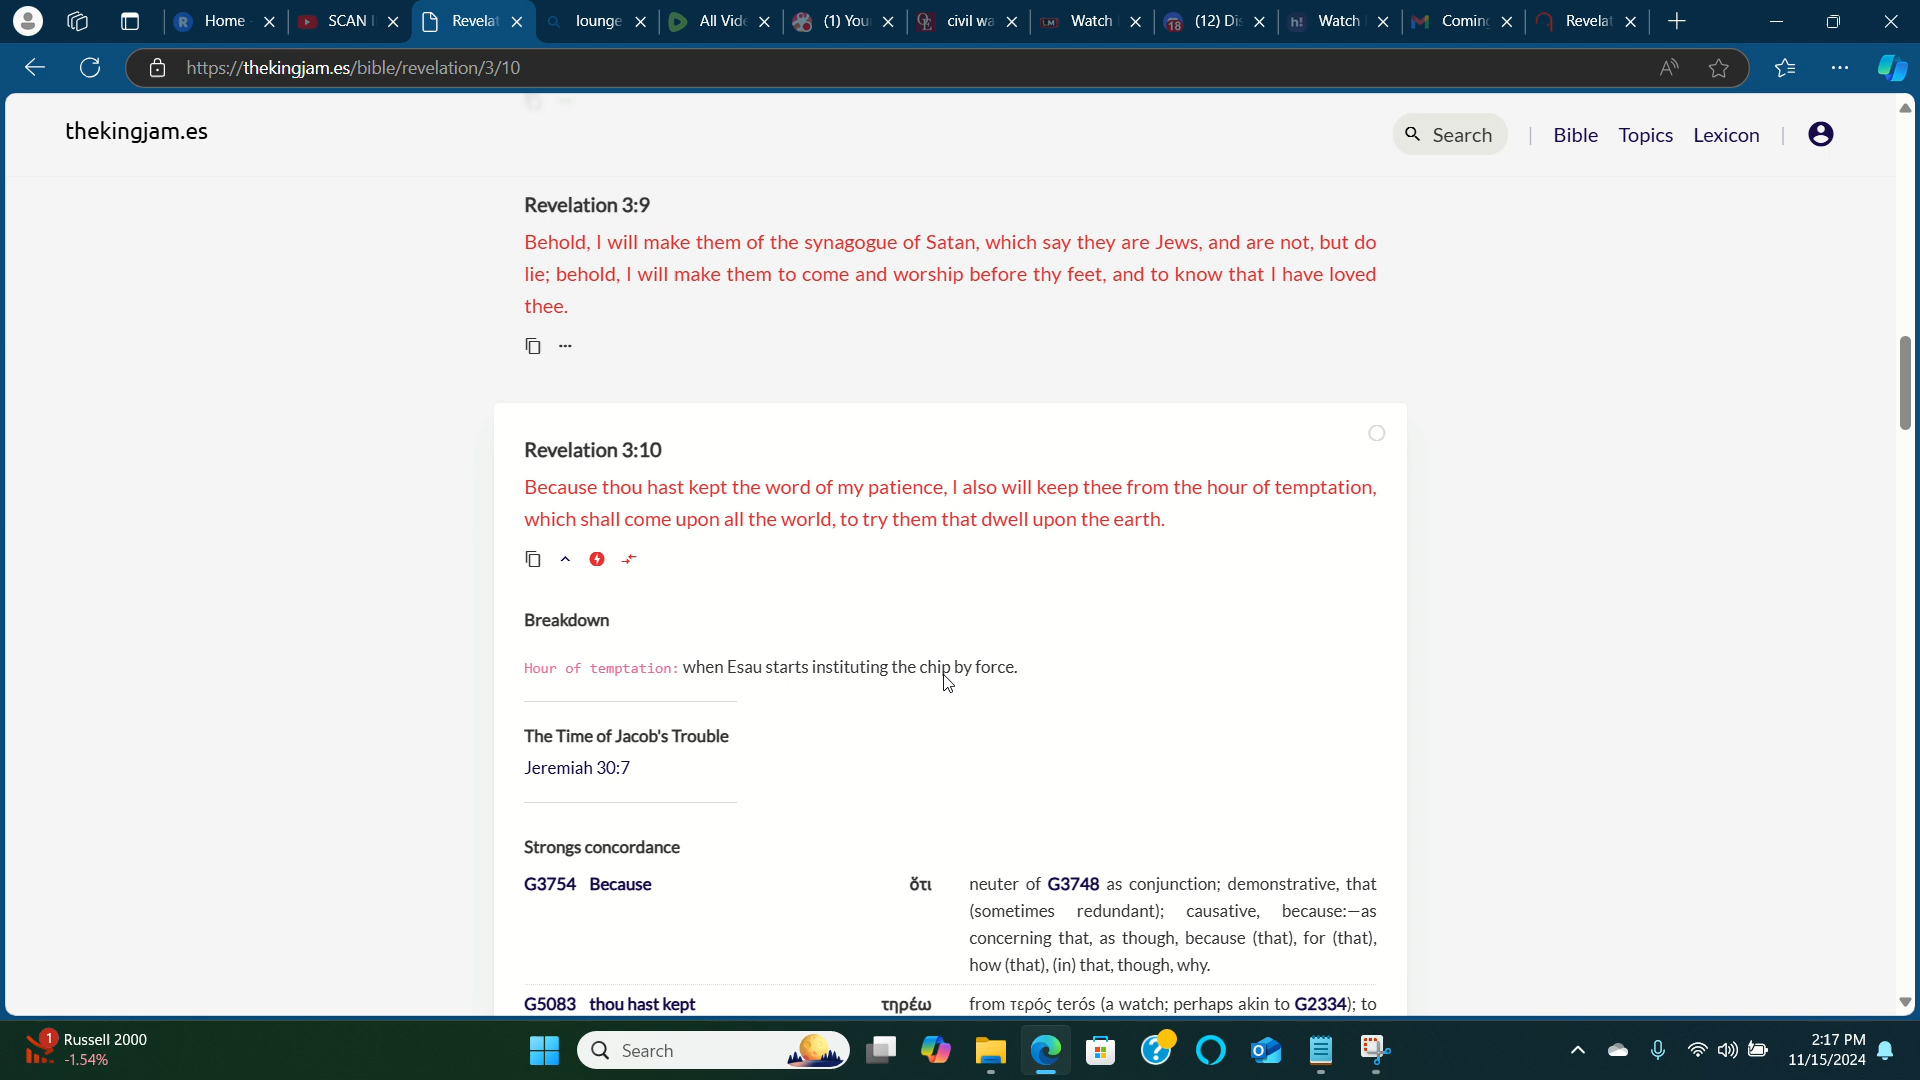 Home
SCAN
Revelat
lounge
All Vide
(1) You
civil wa
Watch
(12) Di
Watch
Coming
Revelat
https://thekingjam.es/bible/revelation/3/10
thekingjam.es
Search | Bible Topics Lexicon |
Revelation 3:9
Behold, I will make them of the synagogue of Satan, which say they are Jews, and are not, but do
lie; behold, I will make them to come and worship before thy feet, and to know that I have loved
thee.
Revelation 3:10
Because thou hast kept the word of my patience, I also will keep thee from the hour of temptation,
which shall come upon all the world, to try them that dwell upon the earth.
Breakdown
Hour of temptation: when Esau starts instituting the chip by force.
The Time of Jacob's Trouble
Jeremiah 30:7
Strongs concordance
G3754 Because ὅτι neuter of G3748 as conjunction; demonstrative, that
(sometimes redundant); causative, because:—as
concerning that, as though, because (that), for (that),
how (that), (in) that, though, why.
G5083 thou hast kept τηρέω from τερός terós (a watch; perhaps akin to G2334); to
1 Russell 2000
-1.54%
Search
2:17 PM
11/15/2024